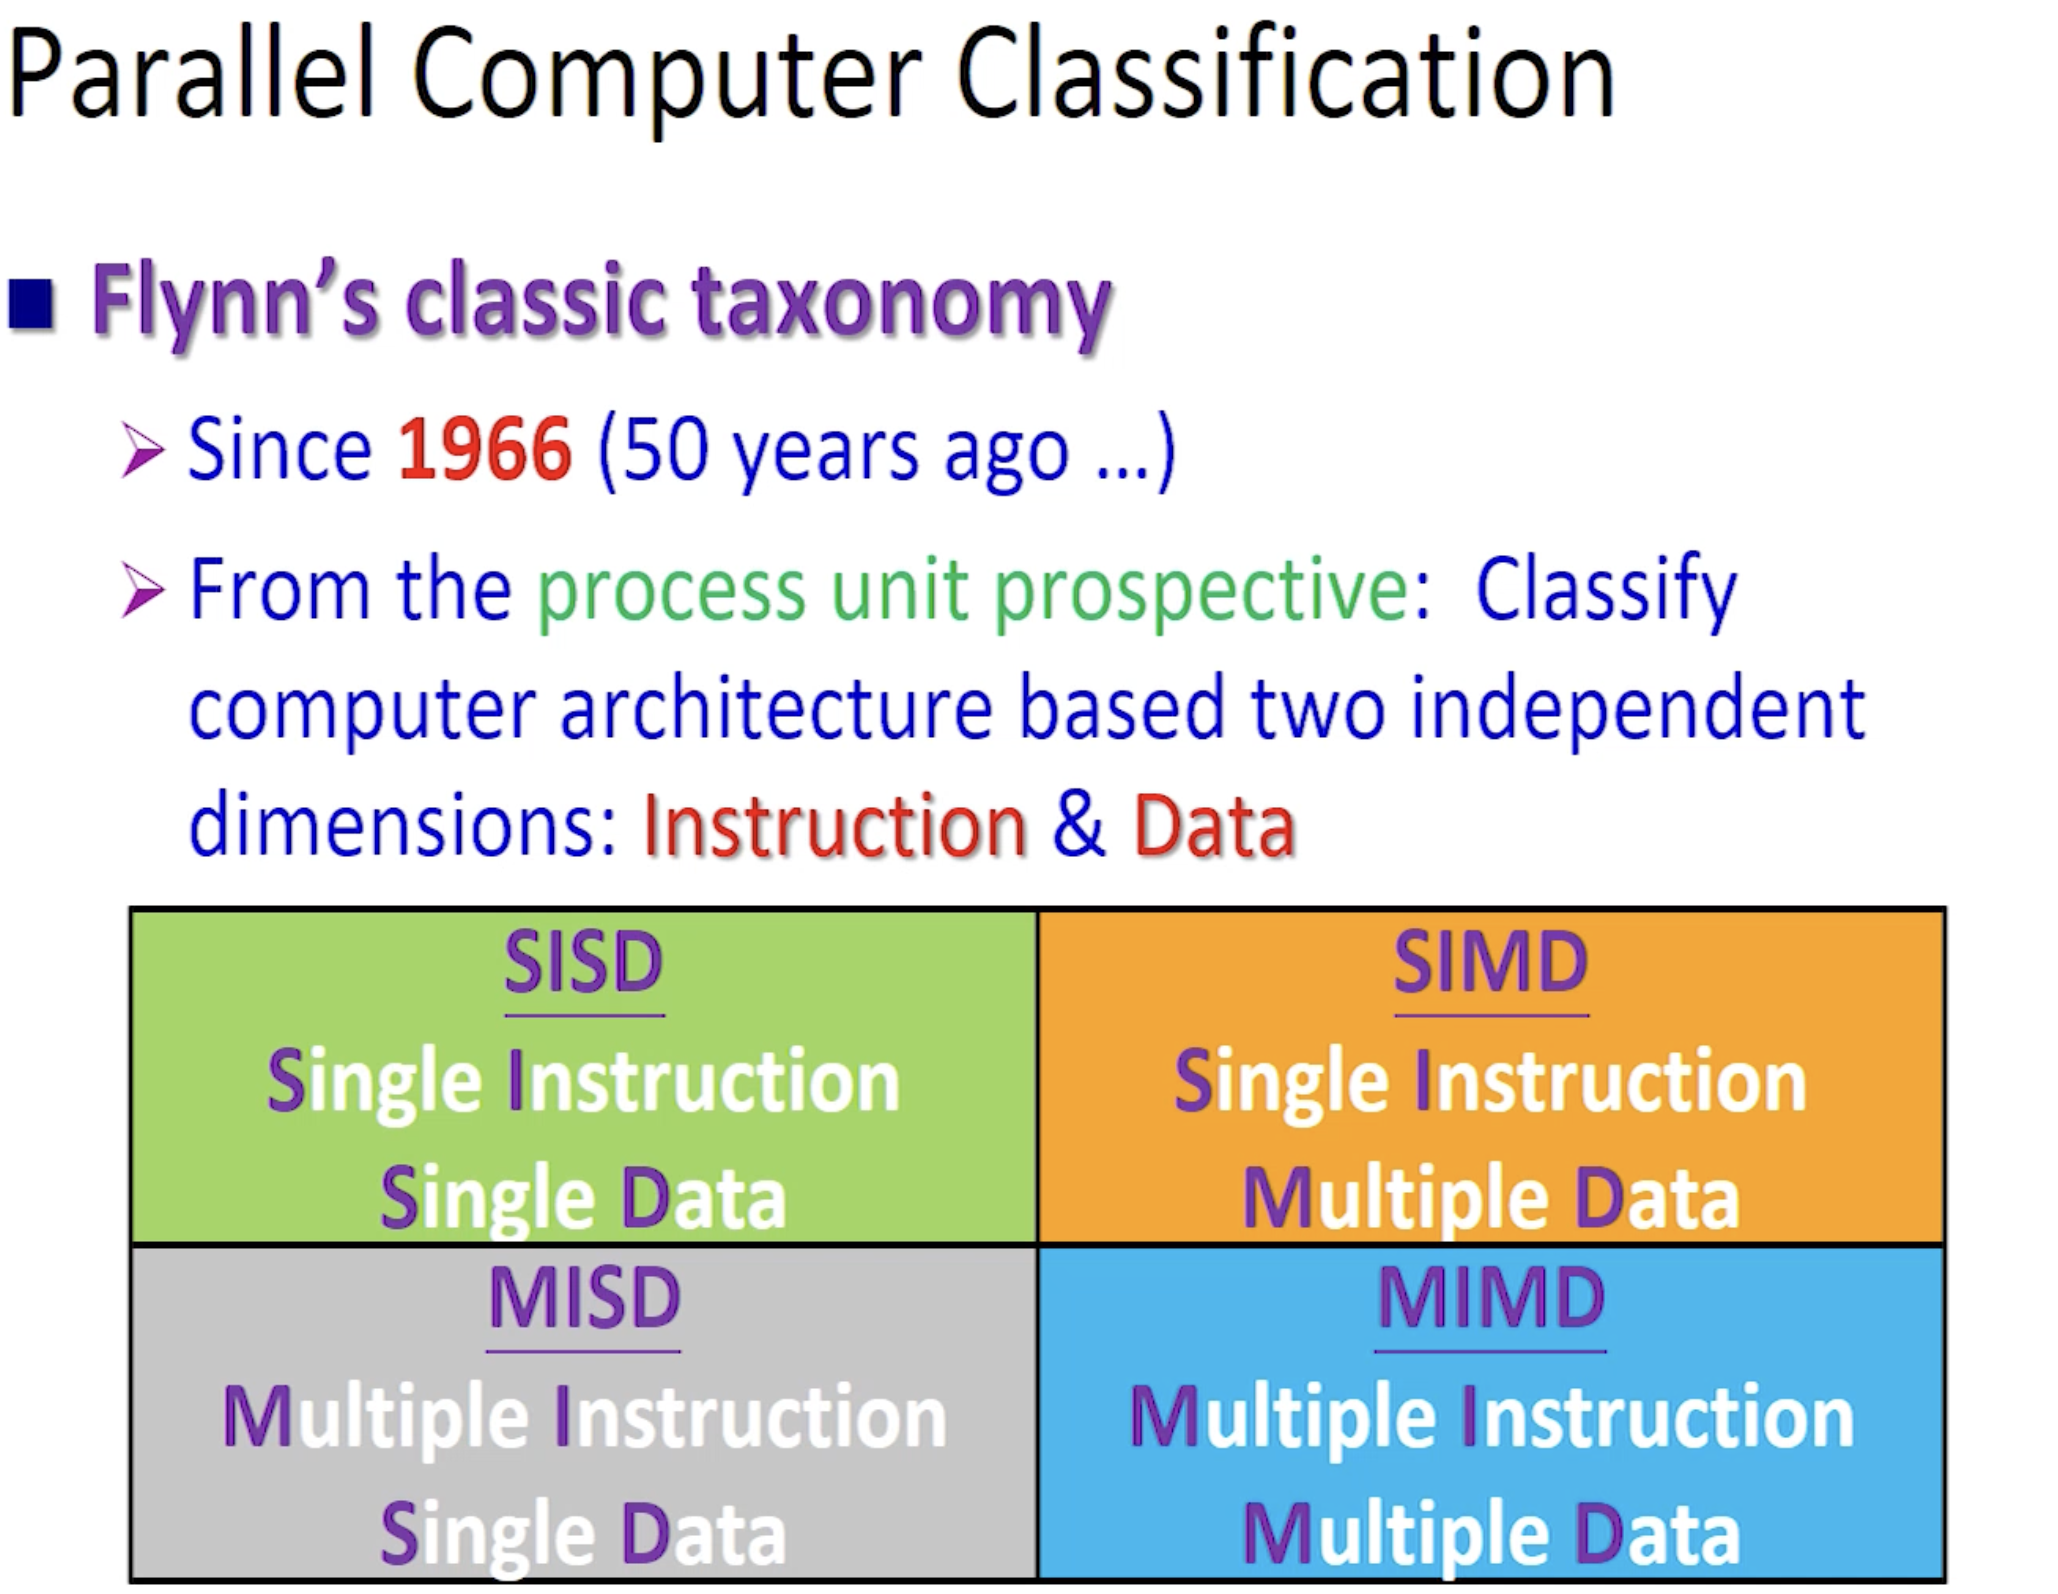 Parallel Computer Classification
Flynn's classic taxonomy
Since 1966 (50 years ago ...)
From the process unit prospective: Classify
computer architecture based two independent
dimensions: Instruction & Data
SISD
Single Instruction
Single Data
SIMD
Single Instruction
Multiple Data
MISD
Multiple Instruction
Single Data
MIMD
Multiple Instruction
Multiple Data